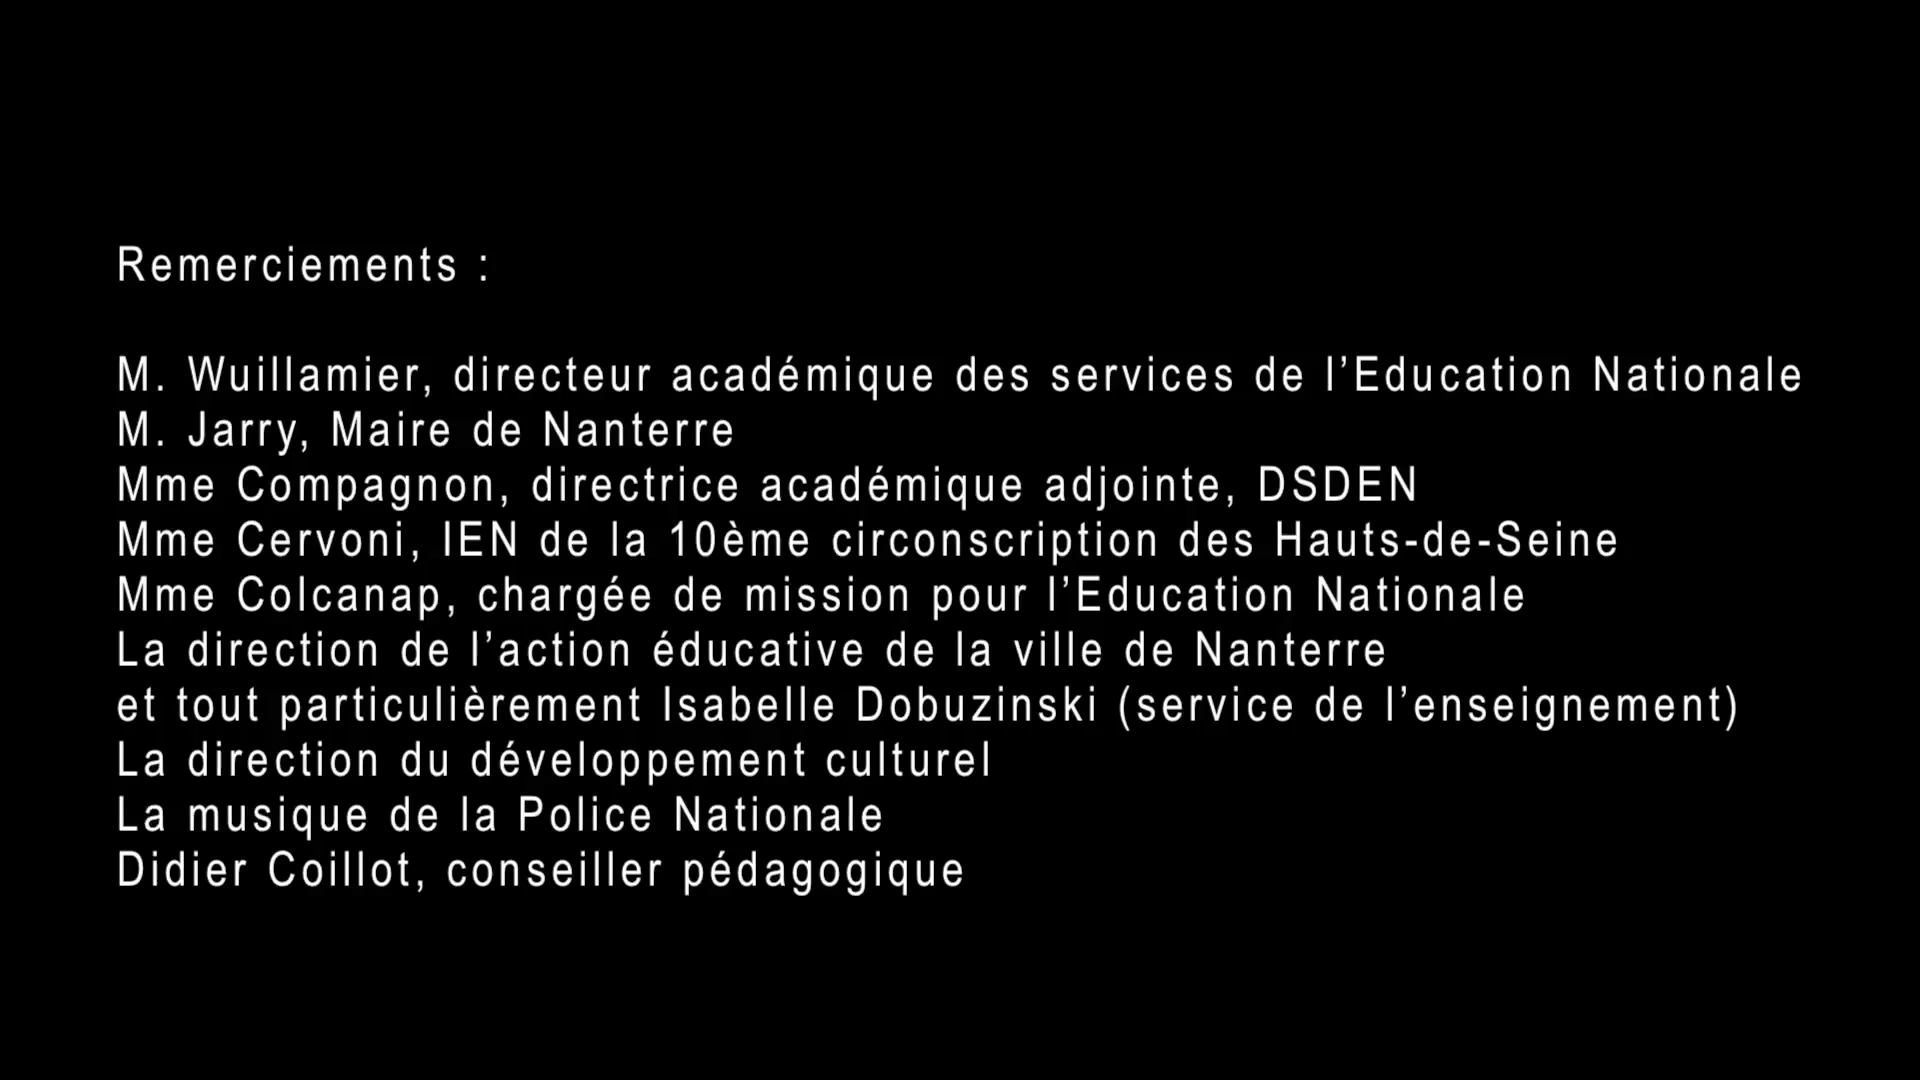 Remerciements :
M. Wuillamier, directeur académique des services de l’Education Nationale
M. Jarry, Maire de Nanterre
Mme Compagnon, directrice académique adjointe, DSDEN
Mme Cervoni, IEN de la 10ème circonscription des Hauts-de-Seine
Mme Colcanap, chargée de mission pour l’Education Nationale
La direction de l’action éducative de la ville de Nanterre
et tout particulièrement Isabelle Dobuzinski (service de l’enseignement)
La direction du développement culturel
La musique de la Police Nationale
Didier Coillot, conseiller pédagogique